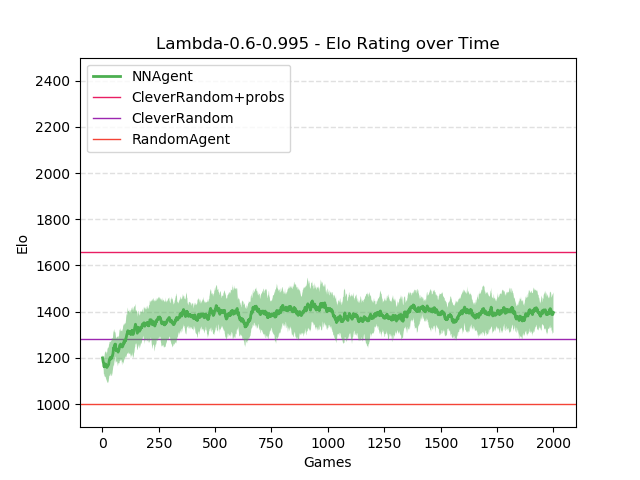 Lambda-0.6-0.995 - Elo Rating over Time
NNAgent
CleverRandom+probs
CleverRandom
RandomAgent
2400
2200
2000
1800
1600
1400
1200
1000
Elo
0 250 500 750 1000 1250 1500 1750 2000
Games